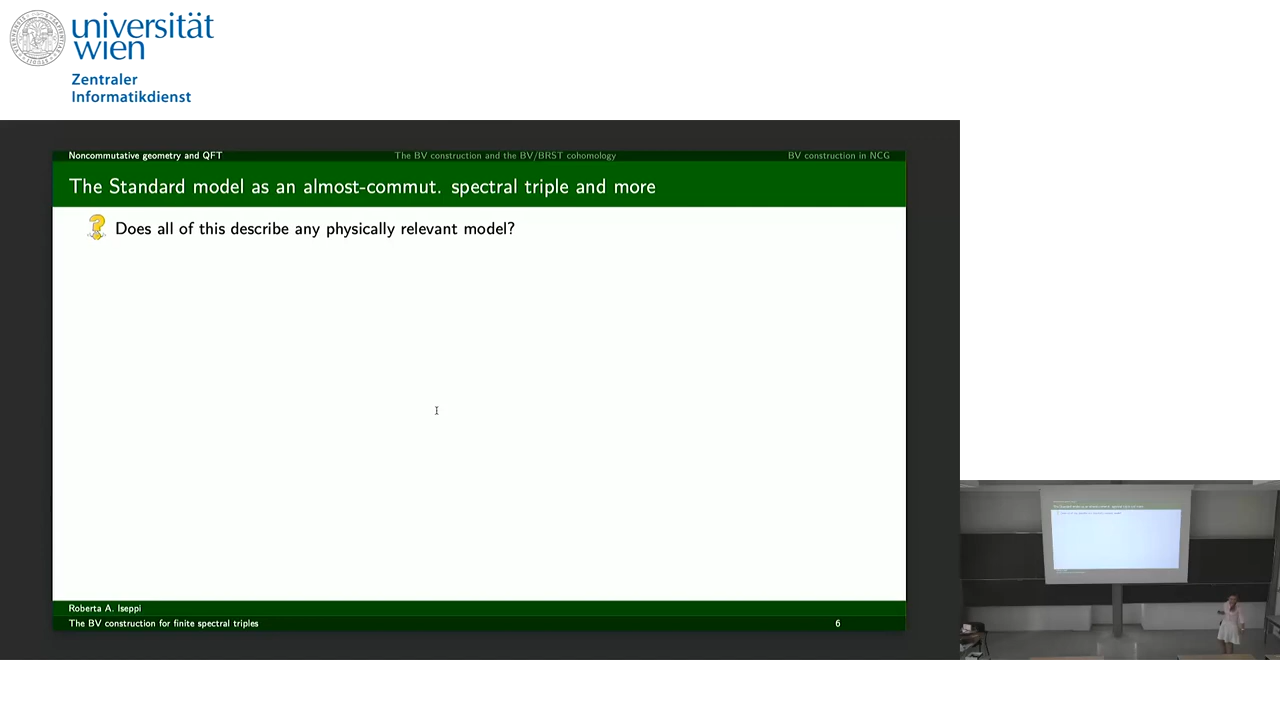 universität
wien
Zentraler
Informatikdienst
Noncommutative geometry and QFT The BV construction and the BV/BRST cohomology BV construction in NCG
The Standard model as an almost-commut. spectral triple and more
Does all of this describe any physically relevant model?
Roberta A. Iseppi
The BV construction for finite spectral triples 6